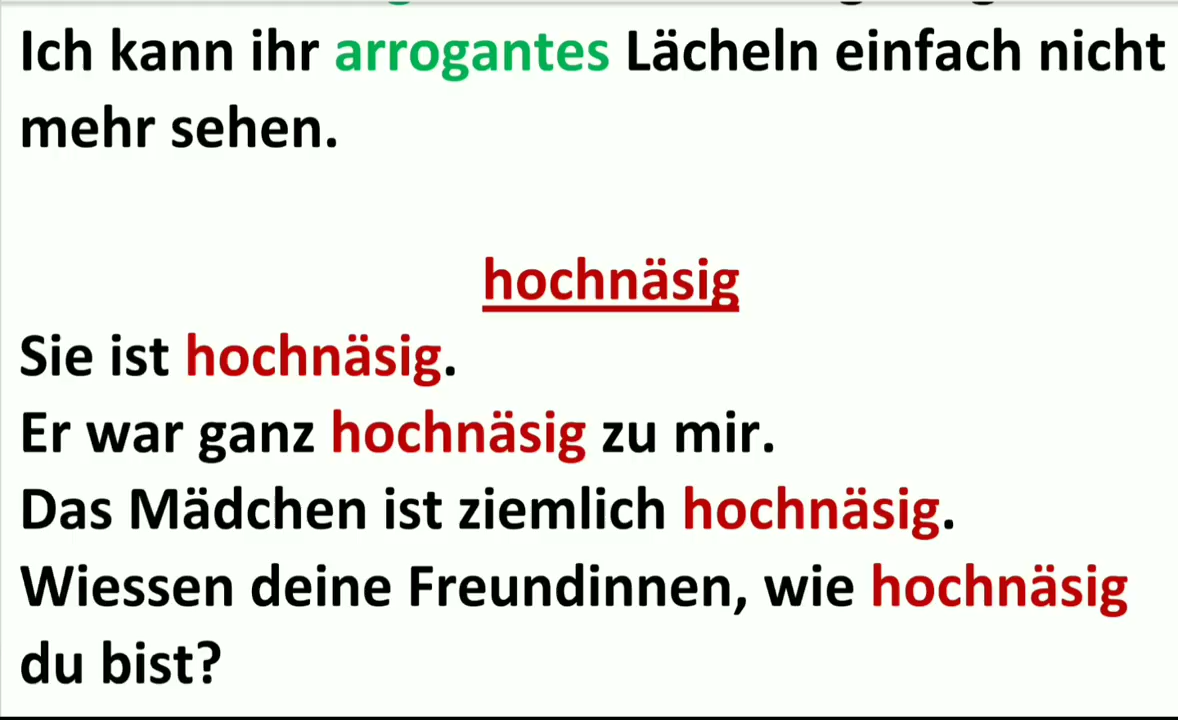 Ich kann ihr arrogantes Lächeln einfach nicht
mehr sehen.
hochnäsig
Sie ist hochnäsig.
Er war ganz hochnäsig zu mir.
Das Mädchen ist ziemlich hochnäsig.
Wiessen deine Freundinnen, wie hochnäsig
du bist?